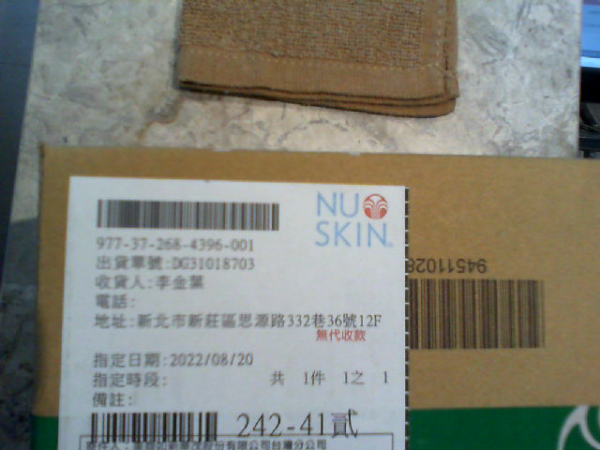 NU SKIN
977-37-268-4396-001
出貨單號:DG31018703
收貨人:李金葉
電話:
地址:新北市新莊區思源路332巷36號12F
無代收款
指定日期:2022/08/20
指定時段: 共 1件 1之 1
備註:
242-41貳
94511028